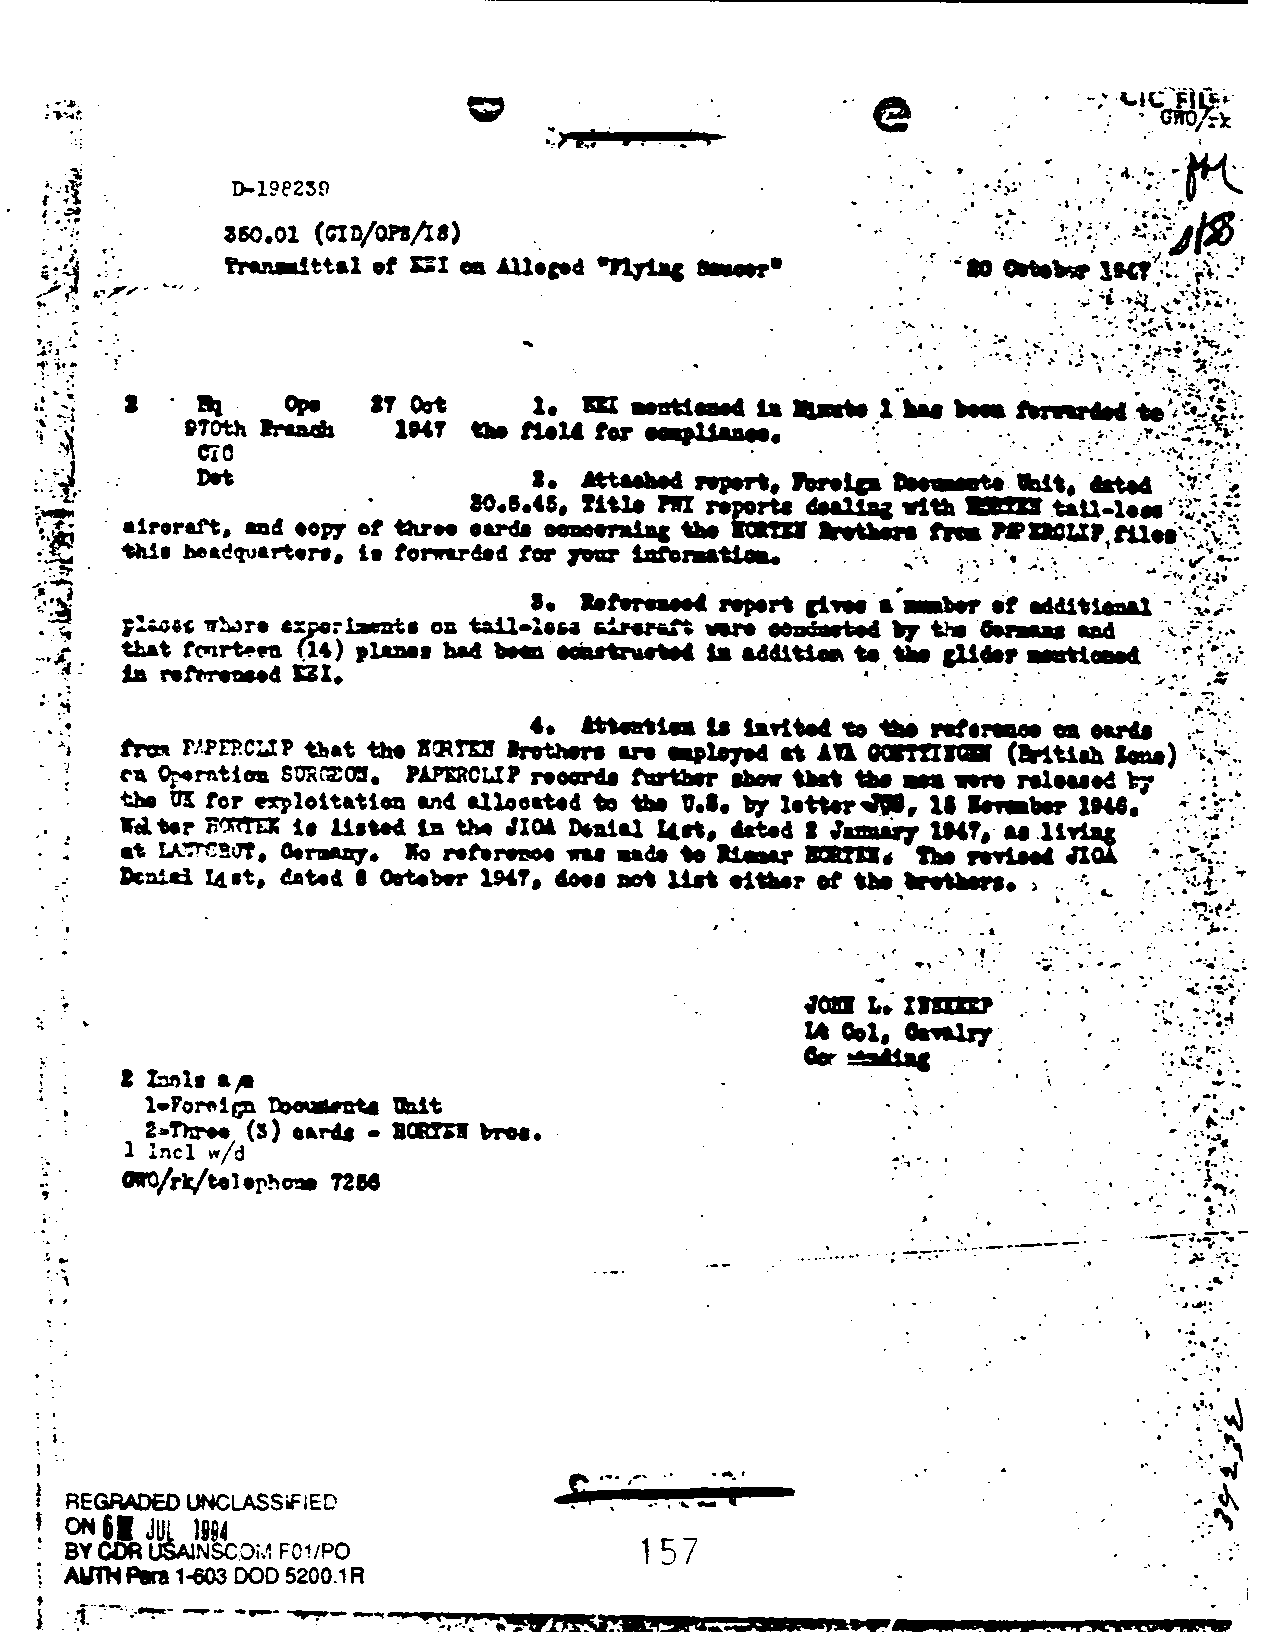 CIC FILE
GWO/rk
D-198239
350.01 (CID/OPS/IS)
Transmittal of EEI on Alleged "Flying Saucer"    20 October 1947
2    Hq    Ops    27 Oct    1. EEI mentioned in Minute 1 has been forwarded to
970th Branch    1947    the field for compliance.
CIC
Det    2. Attached report, Foreign Documents Unit, dated
Title PWI reports dealing with HORTEN tail-less
aircraft, and copy of three cards concerning the HORTEN Brothers from PAPERCLIP files
this headquarters, is forwarded for your information.
3. Referenced report gives a number of additional
places where experiments on tail-less aircraft were conducted by the Germans and
that fourteen (14) planes had been constructed in addition to the glider mentioned
in referenced EEI.
4. Attention is invited to the reference on cards
from PAPERCLIP that the HORTEN Brothers are employed at AVA GOETTINGEN (British Zone)
on Operation SURGEON. PAPERCLIP records further show that the men were released by
the UK for exploitation and allocated to the U.S. by letter November 1946.
Walter HORTEN is listed in the JIOA Denial List, dated 2 January 1947, as living
at Germany. No reference was made to Riemar HORTEN. The revised JIOA
Denial List, dated October 1947, does not list either of the brothers.
JOHN L. INSKEEP
Lt Col, Cavalry
Commanding
2 Incls a/s
1-Foreign Documents Unit
2-Three (3) cards - HORTEN bros.
1 Incl w/d
GWO/rk/telephone 7256
REGRADED UNCLASSIFIED
ON JUL 1994
BY CDR USAINSCOM F01/PO
AUTH Para 1-603 DOD 5200.1R
157